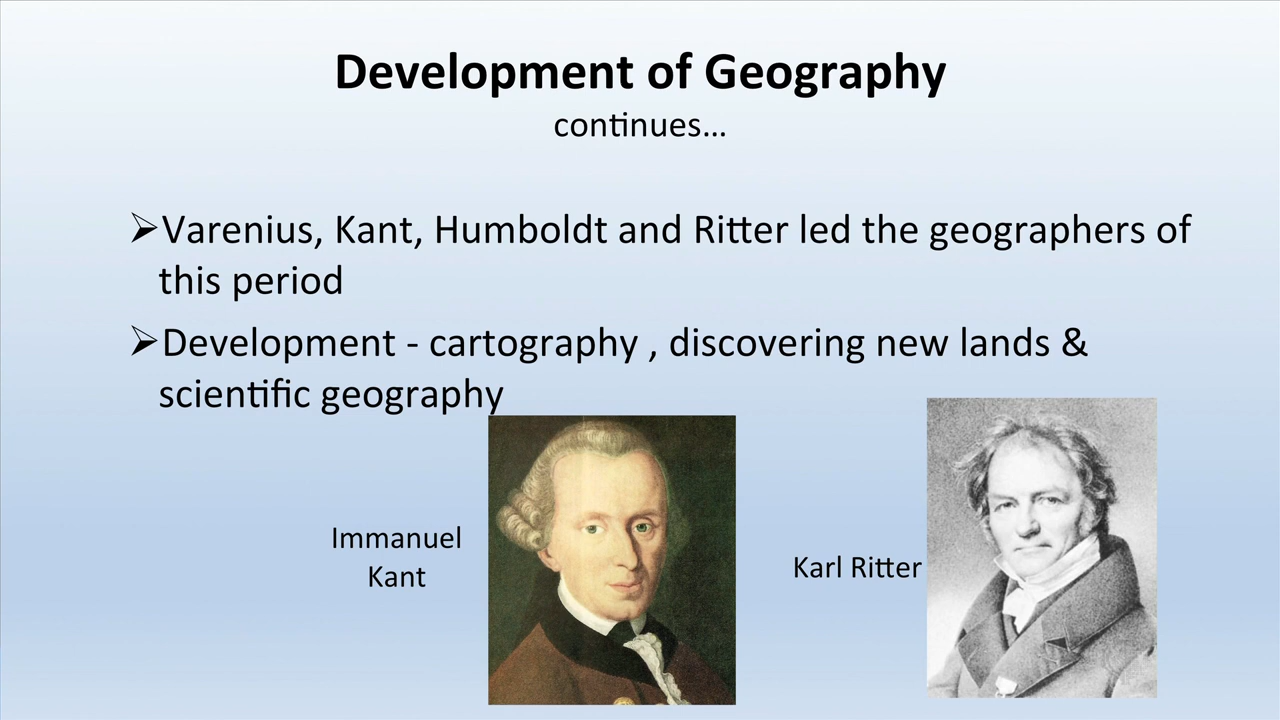 Development of Geography
continues...
➢Varenius, Kant, Humboldt and Ritter led the geographers of
this period
➢Development - cartography , discovering new lands &
scientific geography
Immanuel
Kant
Karl Ritter